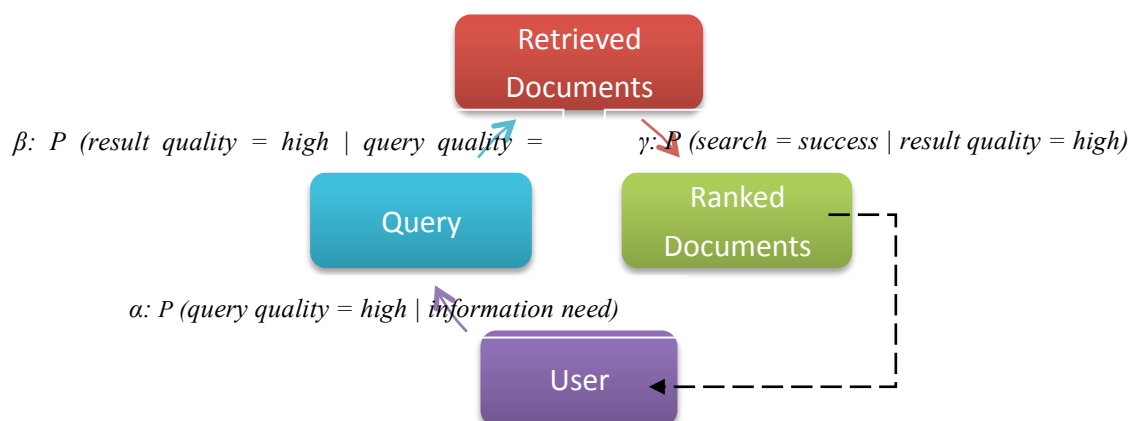 Retrieved
Documents
β: P (result quality = high | query quality =
γ: P (search = success | result quality = high)
Query
Ranked
Documents
α: P (query quality = high | information need)
User